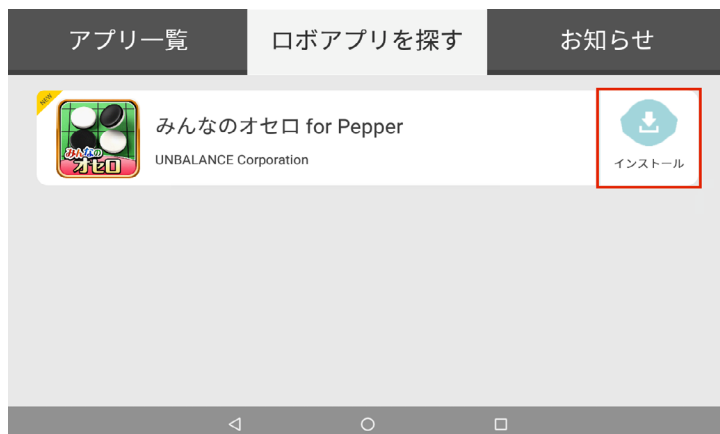 アプリ一覧
ロボアプリを探す
お知らせ
NEW
みんなの
オセロ
みんなのオセロ for Pepper
UNBALANCE Corporation
インストール